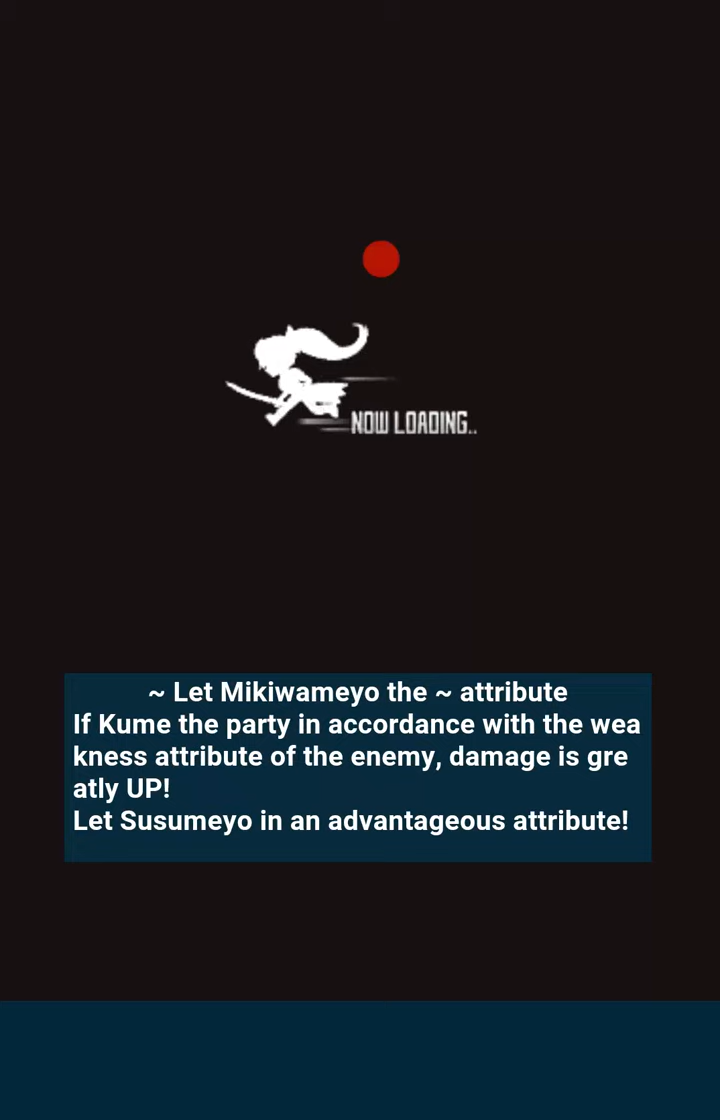 NOW LOADING..
~ Let Mikiwameyo the ~ attribute
If Kume the party in accordance with the wea
kness attribute of the enemy, damage is gre
atly UP!
Let Susumeyo in an advantageous attribute!